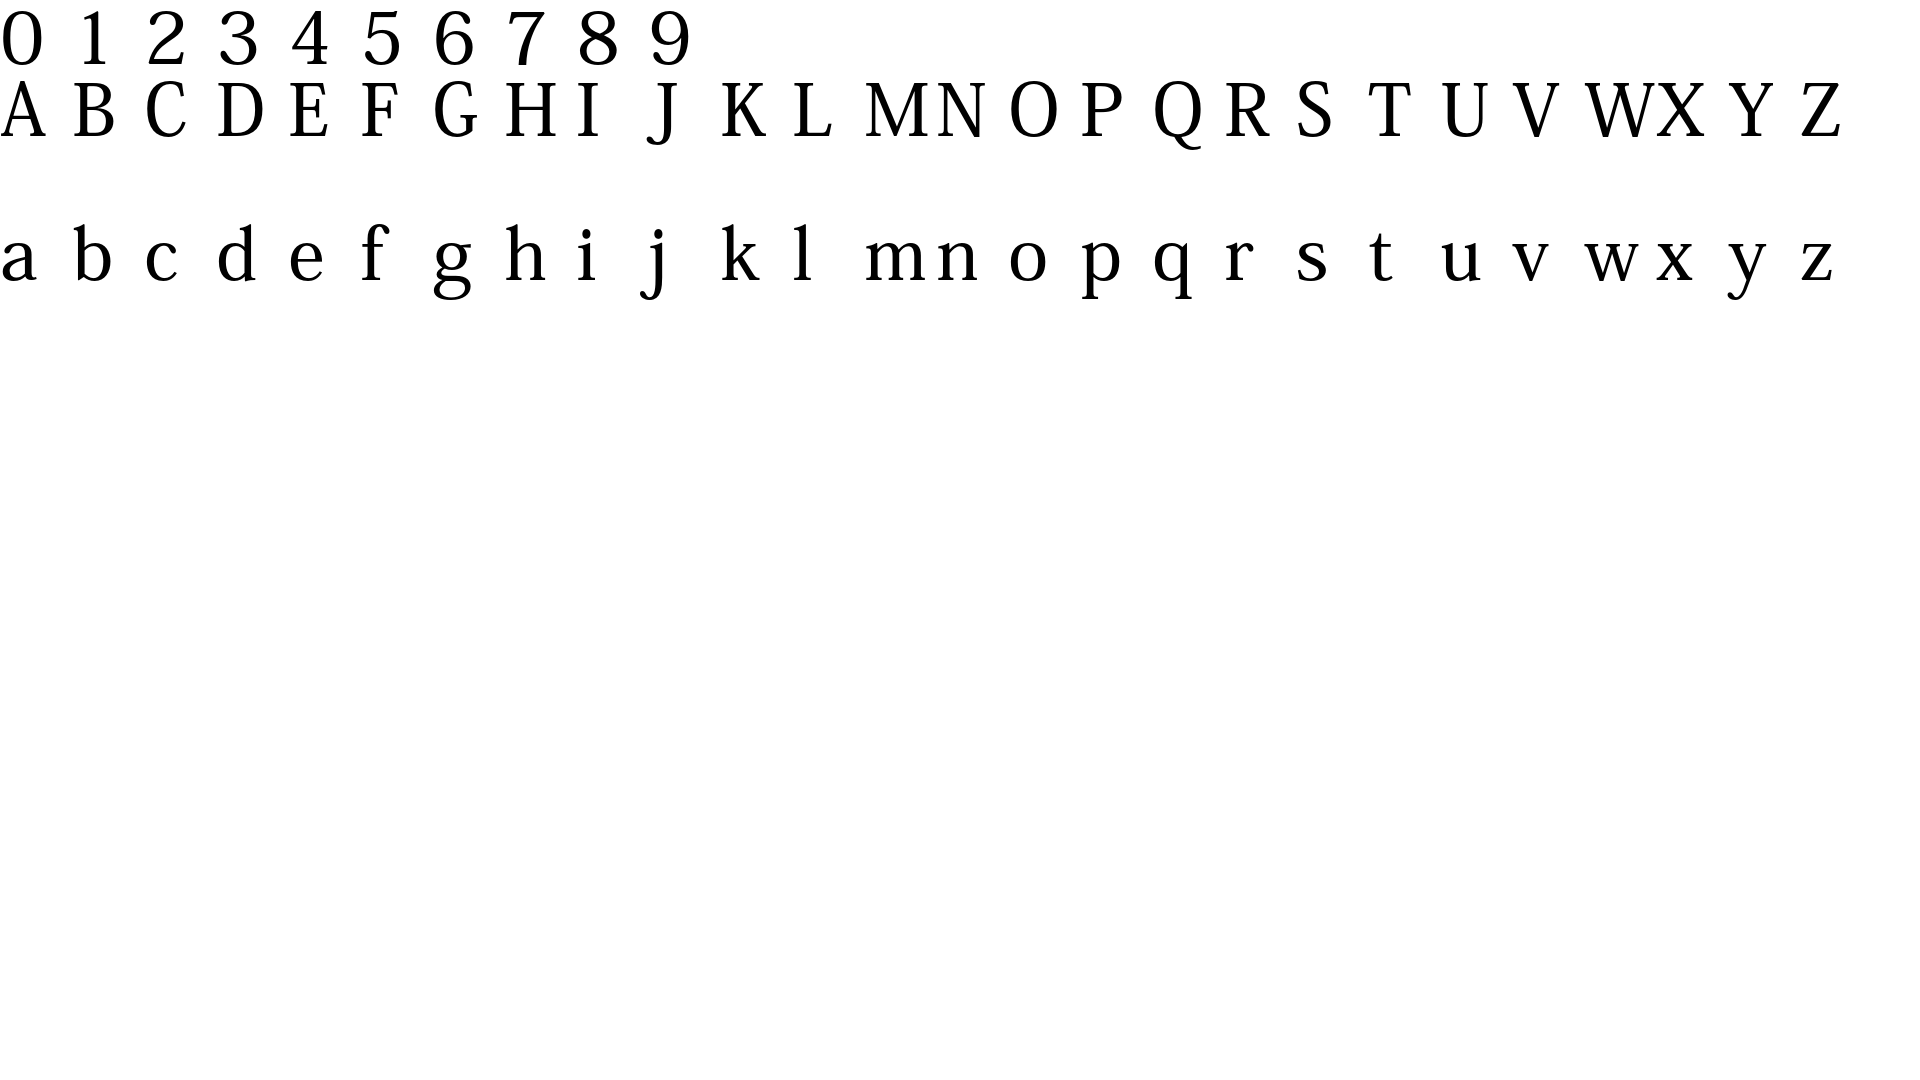 0 1 2 3 4 5 6 7 8 9
A B C D E F G H I J K L M N O P Q R S T U V W X Y Z
a b c d e f g h i j k l m n o p q r s t u v w x y z